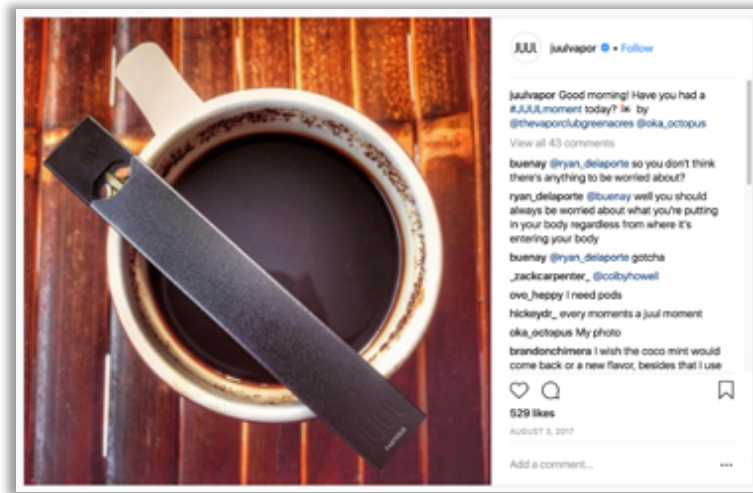 JUUL juulvapor • Follow
juulvapor Good morning! Have you had a
#JUULmoment today? by
@thevaporclubgreenacres @oka_octopus
View all 43 comments
buenay @ryan_delaporte so you don't think
there's anything to be worried about?
ryan_delaporte @buenay well you should
always be worried about what you're putting
in your body regardless from where it's
entering your body
buenay @ryan_delaporte gotcha
_zackcarpenter_ @colbyhowell
ovo_heppy I need pods
hickeydr_ every moments a juul moment
oka_octopus My photo
brandonchimera I wish the coco mint would
come back or a new flavor, besides that I use
529 likes
AUGUST 3, 2017
Add a comment...
JUUL